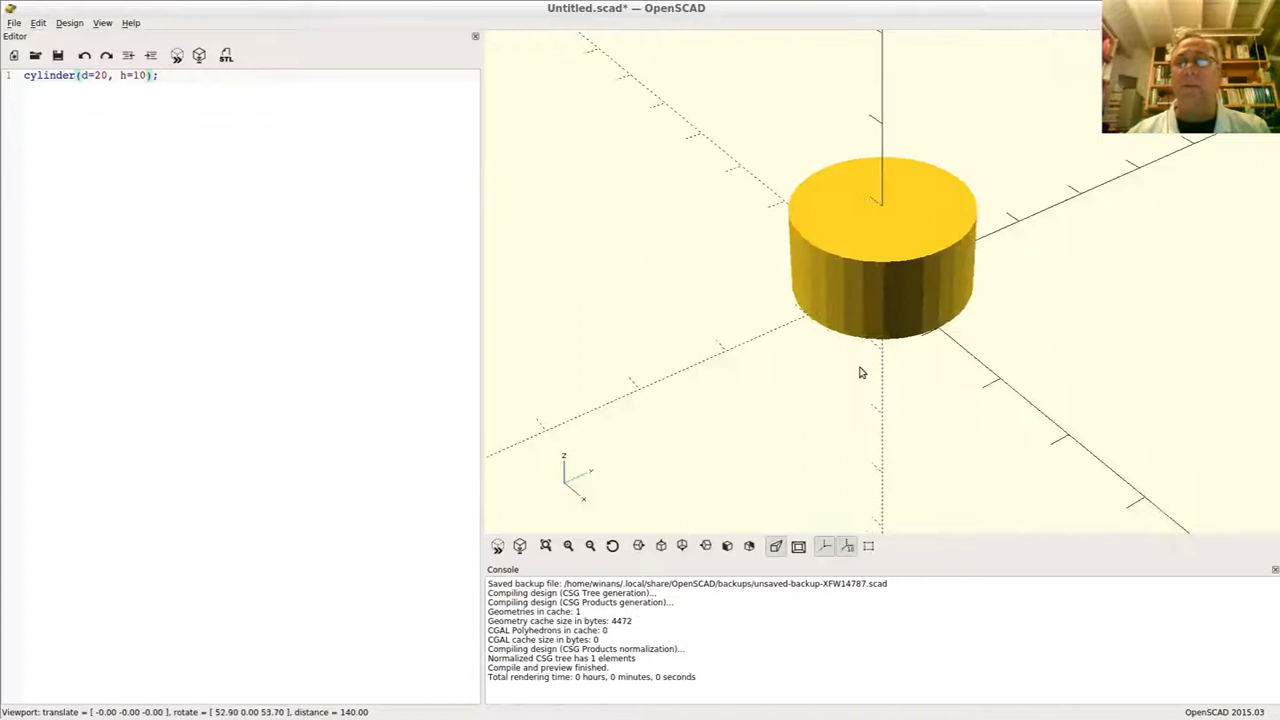 Untitled.scad* — OpenSCAD
File Edit Design View Help
Editor
STL
1 cylinder(d=20, h=10);
Z
Y
X
10
Console
Saved backup file: /home/winans/.local/share/OpenSCAD/backups/unsaved-backup-XFW14787.scad
Compiling design (CSG Tree generation)...
Compiling design (CSG Products generation)...
Geometries in cache: 1
Geometry cache size in bytes: 4472
CGAL Polyhedrons in cache: 0
CGAL cache size in bytes: 0
Compiling design (CSG Products normalization)...
Normalized CSG tree has 1 elements
Compile and preview finished.
Total rendering time: 0 hours, 0 minutes, 0 seconds
Viewport: translate = [ -0.00 -0.00 -0.00 ], rotate = [ 52.90 0.00 53.70 ], distance = 140.00
OpenSCAD 2015.03